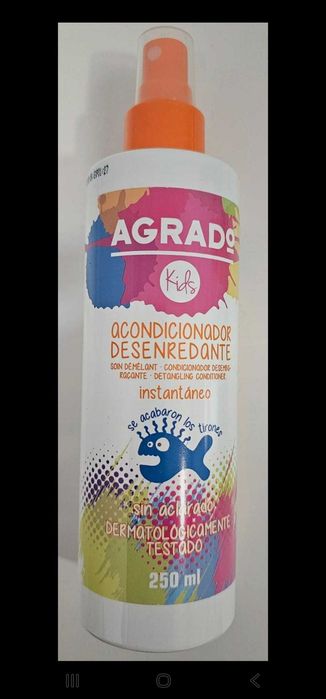 AGRADO
Kids
ACONDICIONADOR
DESENREDANTE
SOIN DÉMÊLANT · CONDICIONADOR DESEMBA-
RAÇANTE · DETANGLING CONDITIONER
instantáneo
se acabaron los tirones
sin aclarado
DERMATOLÓGICAMENTE
TESTADO
250 ml